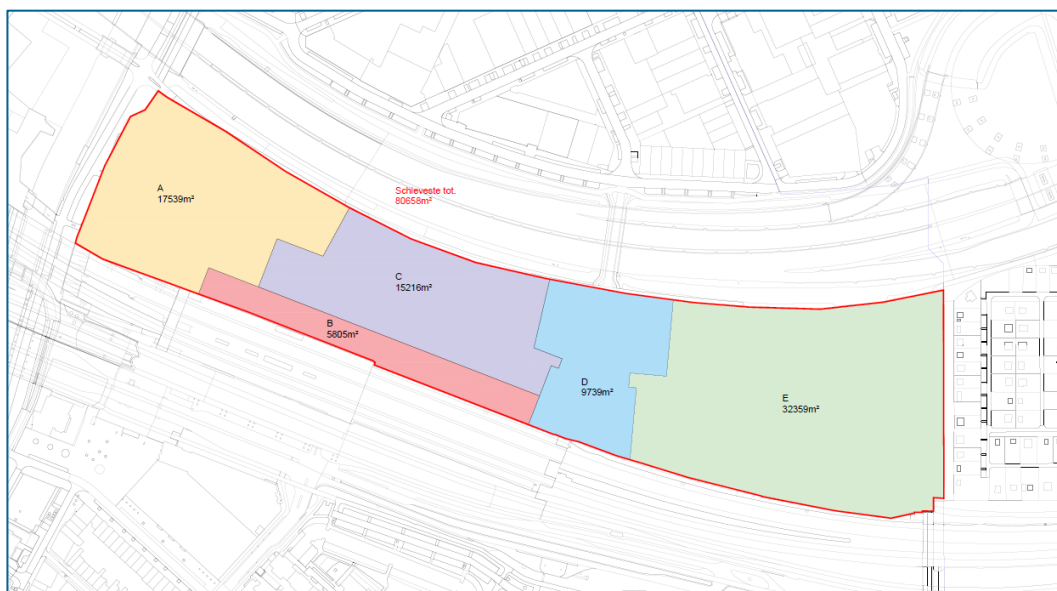 A
17539m²
Schieveste tot.
80658m²
C
15216m²
B
5805m²
D
9739m²
E
32359m²